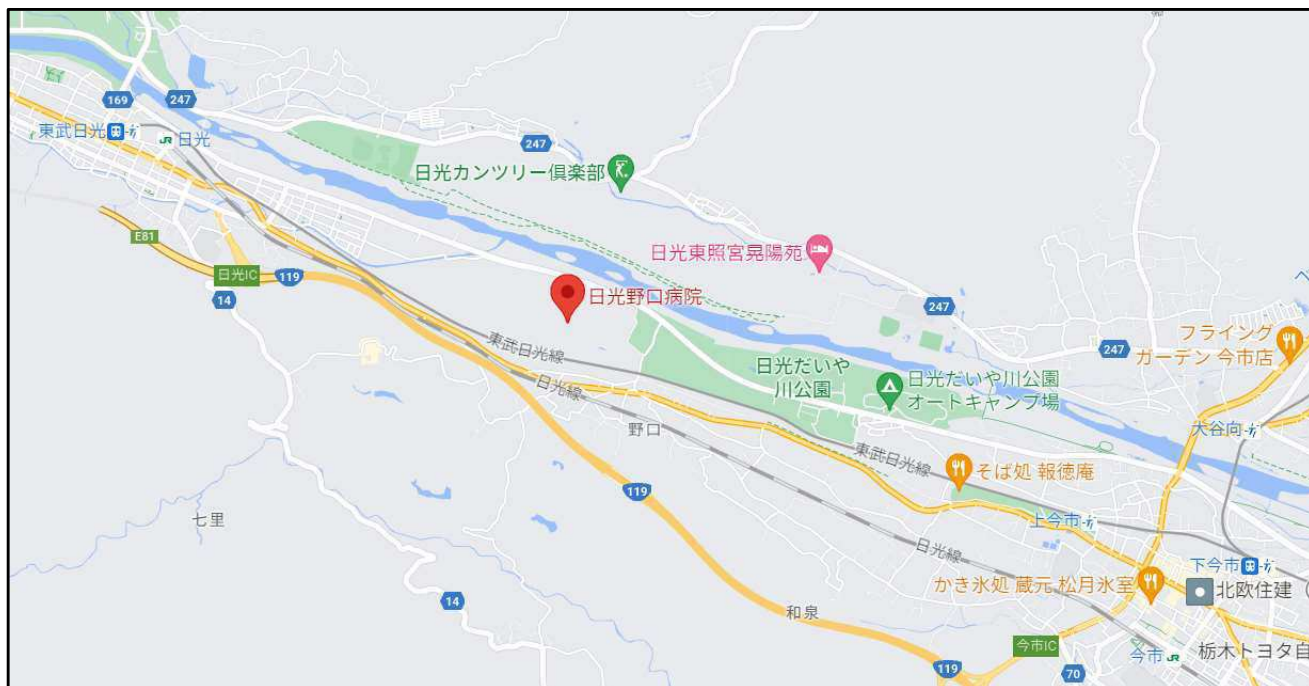 169
247
東武日光
JR 日光
247
日光カンツリー倶楽部
E81
日光IC
119
14
日光東照宮晃陽苑
日光野口病院
247
247
フライング
ガーデン 今市店
東武日光線
日光線
日光だいや
川公園
日光だいや川公園
オートキャンプ場
大谷向
野口
東武日光線
そば処 報徳庵
119
上今市
七里
日光線
下今市
かき氷処 蔵元 松月氷室
北欧住建（
14
和泉
今市IC
今市 JR
栃木トヨタ自
119
70